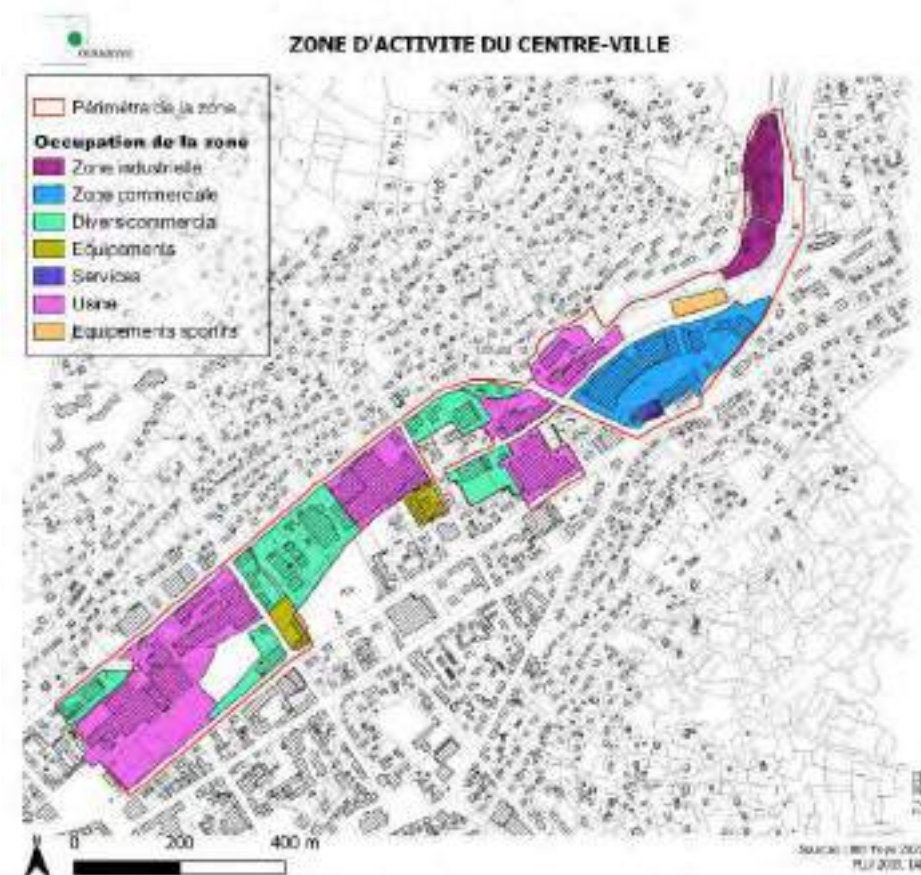 ZONE D'ACTIVITE DU CENTRE-VILLE
Périmètre de la zone
Occupation de la zone
Zone industrielle
Zone commerciale
Divers commercial
Equipements
Services
Usine
Equipements sportifs
N
0 200 400 m